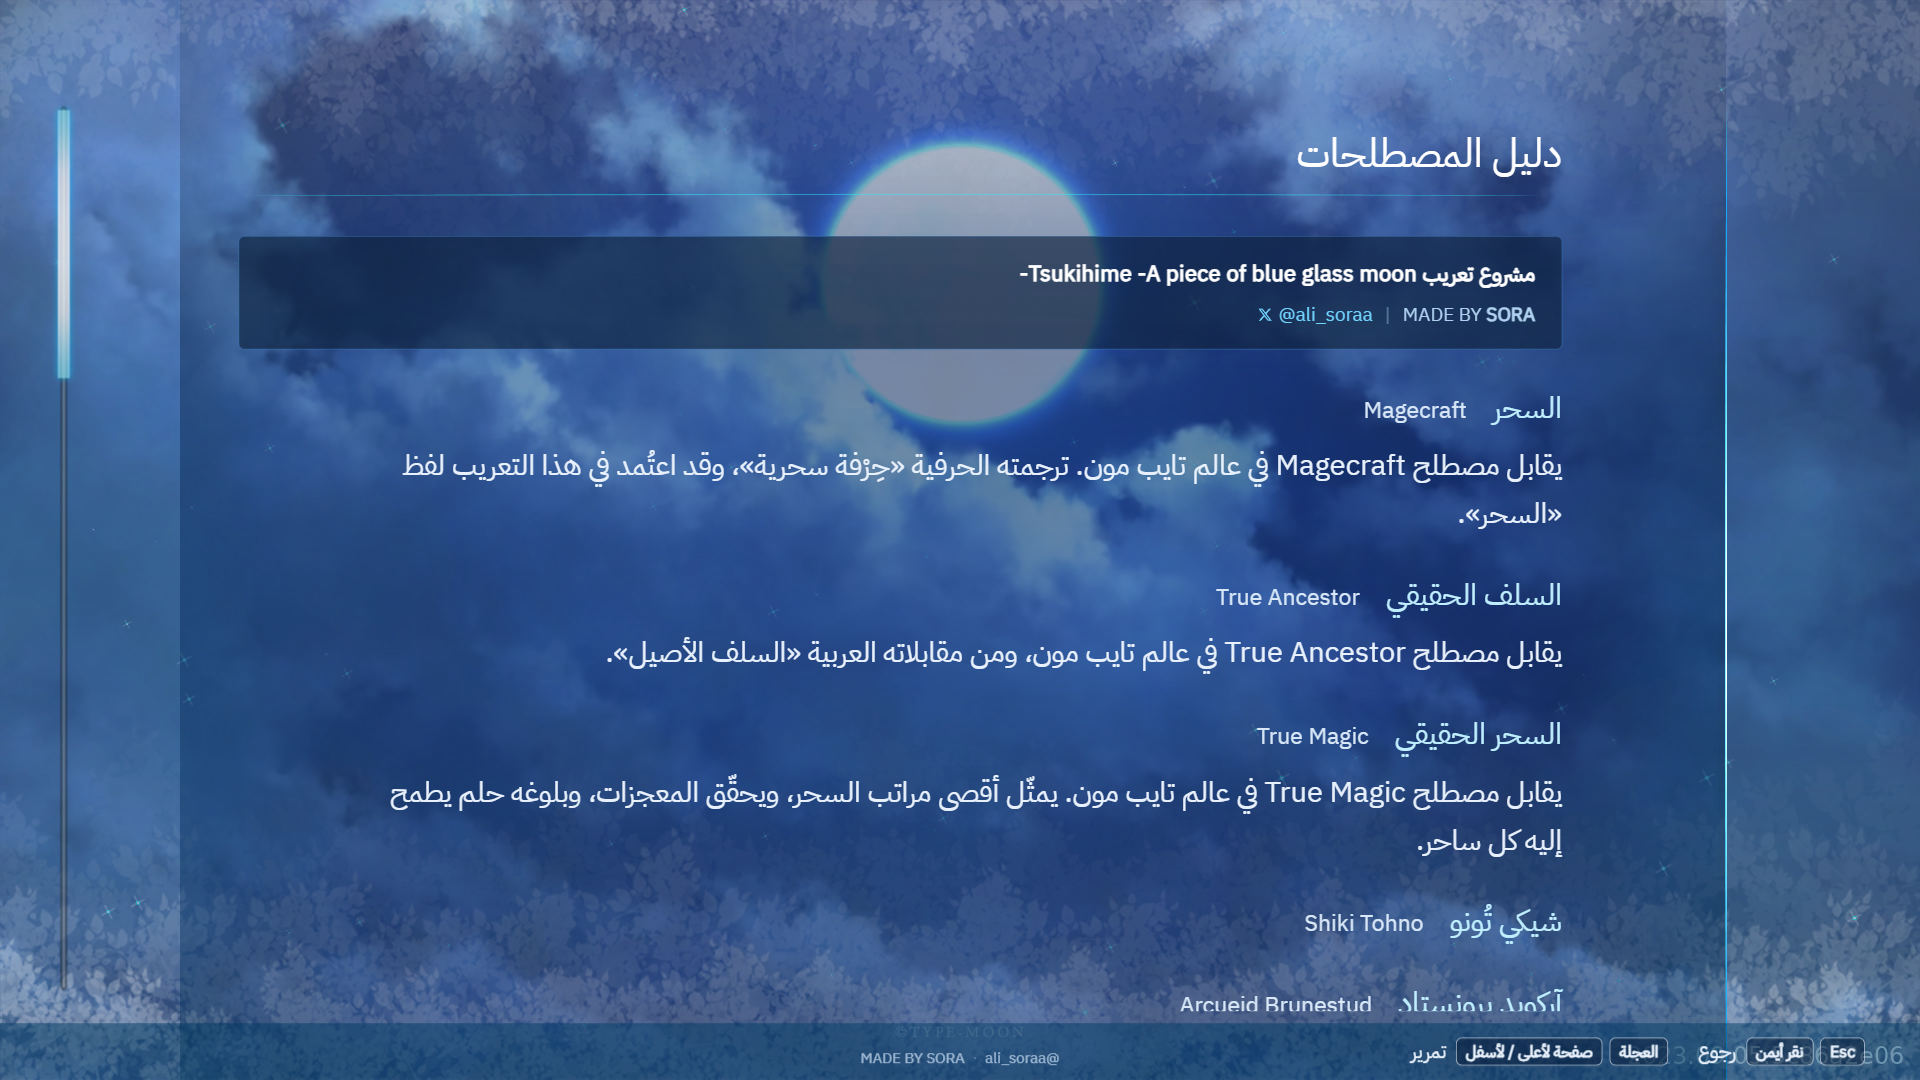 دليل المصطلحات
مشروع تعريب Tsukihime -A piece of blue glass moon-
MADE BY SORA | 𝕏 @ali_soraa
السحر Magecraft
يقابل مصطلح Magecraft في عالم تايب مون. ترجمته الحرفية «حِرْفة سحرية»، وقد اعتُمد في هذا التعريب لفظ
«السحر».
السلف الحقيقي True Ancestor
يقابل مصطلح True Ancestor في عالم تايب مون، ومن مقابلاته العربية «السلف الأصيل».
السحر الحقيقي True Magic
يقابل مصطلح True Magic في عالم تايب مون. يمثّل أقصى مراتب السحر، ويحقّق المعجزات، وبلوغه حلم يطمح
إليه كل ساحر.
شيكي تُونو Shiki Tohno
آركويد برونستاد Arcueid Brunestud
©TYPE-MOON
MADE BY SORA · ali_soraa@
Esc نقر أيمن رجوع العجلة صفحة لأعلى / لأسفل تمرير